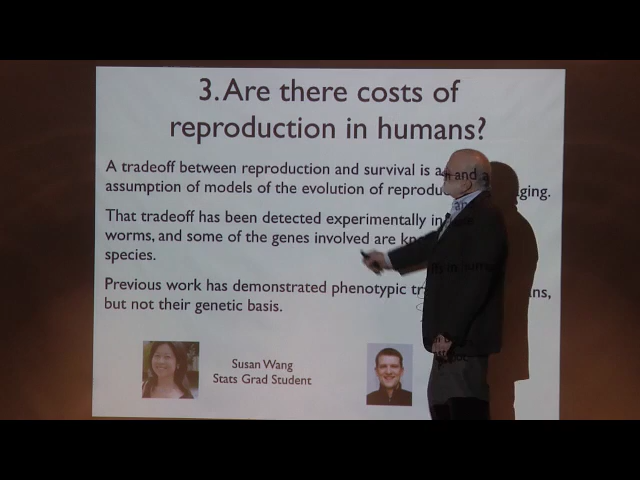 3. Are there costs of
reproduction in humans?
A tradeoff between reproduction and survival is a and a
assumption of models of the evolution of ging.
That tradeoff has been detected experimentally in
worms, and some of the genes involved are
species.
Previous work has demonstrated phenotypic
but not their genetic basis.
Susan Wang
Stats Grad Student